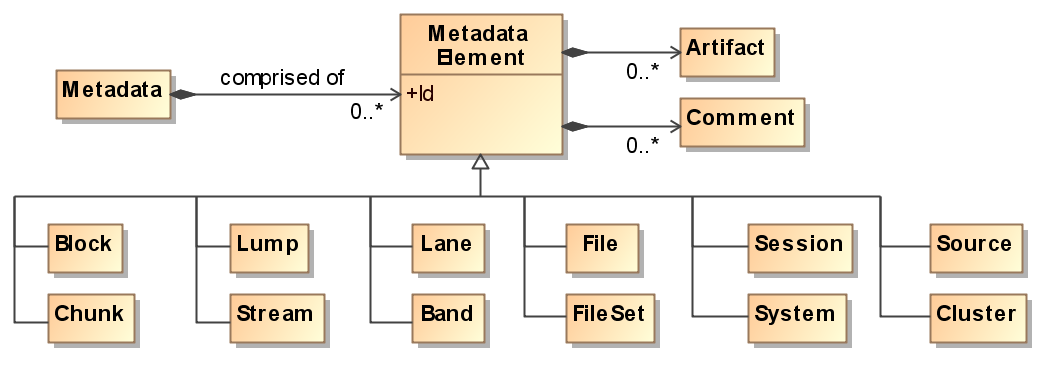 Metadata
Element
+Id
Metadata
comprised of
0..*
Artifact
0..*
Comment
0..*
Block
Lump
Lane
File
Session
Source
Chunk
Stream
Band
FileSet
System
Cluster